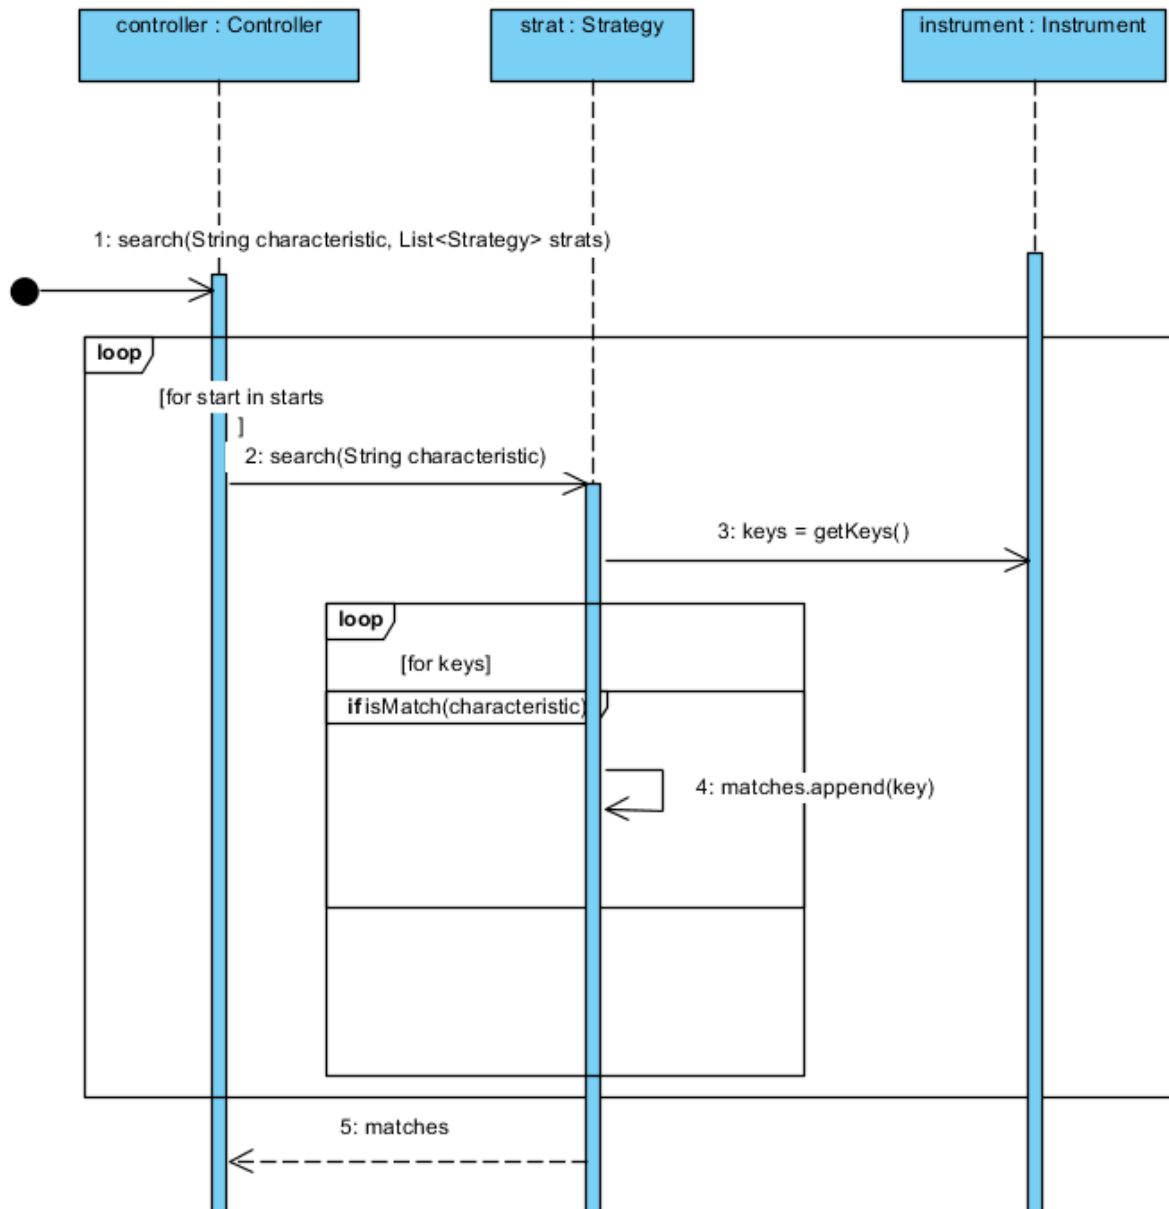 controller : Controller
strat : Strategy
instrument : Instrument
1: search(String characteristic, List<Strategy> strats)
loop
[for start in starts
]
2: search(String characteristic)
3: keys = getKeys()
loop
[for keys]
if isMatch(characteristic)
4: matches.append(key)
5: matches